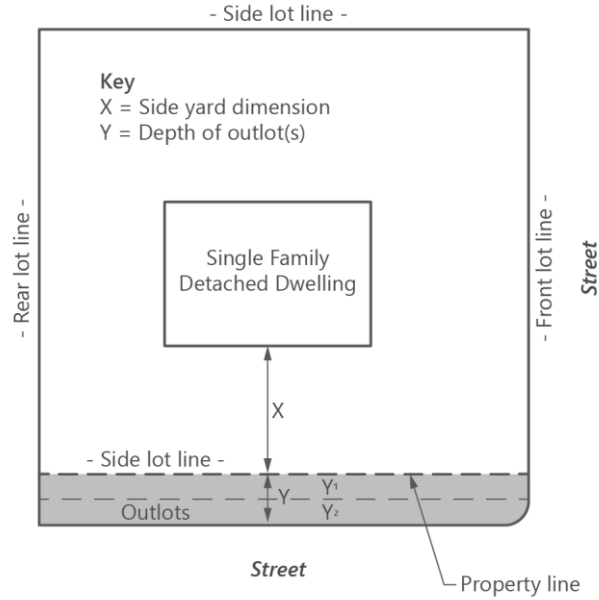 - Side lot line -
Key
X = Side yard dimension
Y = Depth of outlot(s)
- Rear lot line -
Single Family
Detached Dwelling
- Front lot line -
Street
X
- Side lot line -
Y
Y₁
Y₂
Outlots
Street
Property line